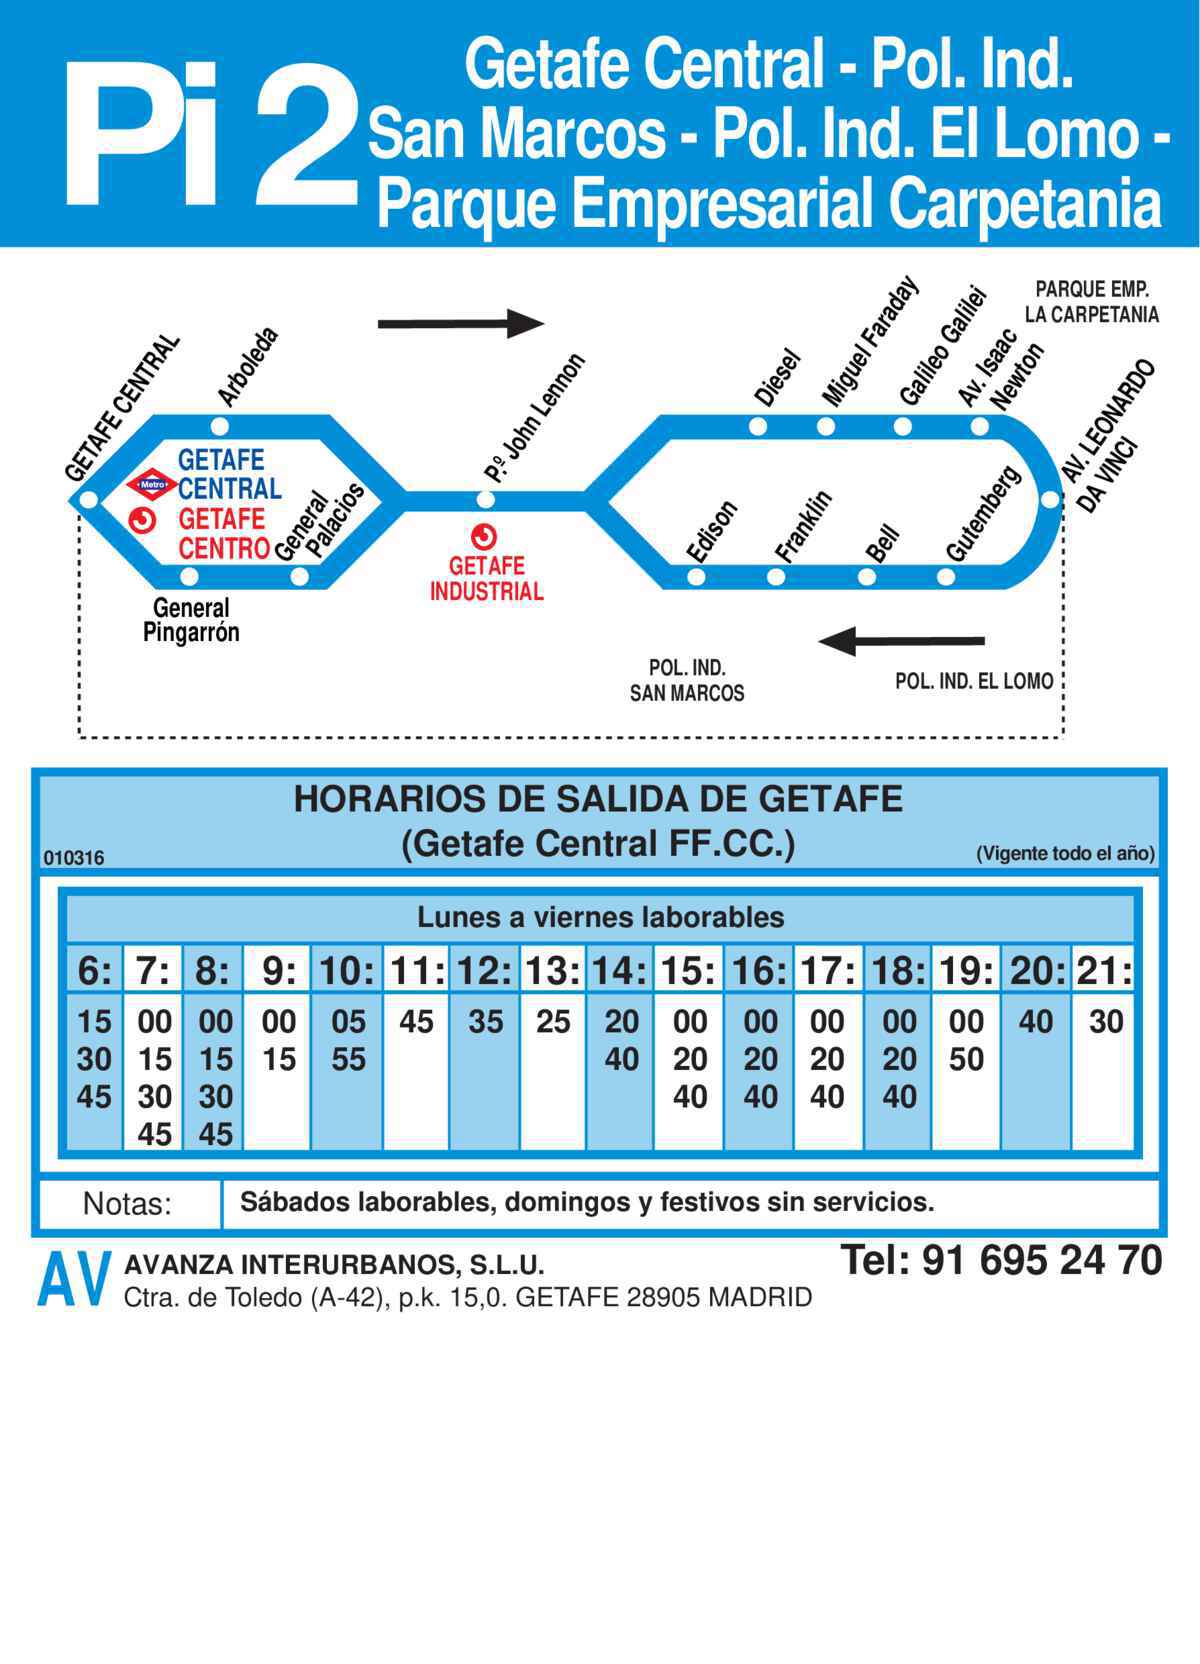 Pi 2
Getafe Central - Pol. Ind.
San Marcos - Pol. Ind. El Lomo -
Parque Empresarial Carpetania
GETAFE CENTRAL
Arboleda
Pº. John Lennon
Diesel
Miguel Faraday
Galileo Galilei
Av. Isaac
Newton
PARQUE EMP.
LA CARPETANIA
AV. LEONARDO
DA VINCI
Metro
GETAFE
CENTRAL
GETAFE
CENTRO
General
Palacios
General
Pingarrón
GETAFE
INDUSTRIAL
Edison
Franklin
Bell
Gutemberg
POL. IND.
SAN MARCOS
POL. IND. EL LOMO
HORARIOS DE SALIDA DE GETAFE
(Getafe Central FF.CC.)
010316
(Vigente todo el año)
Lunes a viernes laborables
6: 7: 8: 9: 10: 11: 12: 13: 14: 15: 16: 17: 18: 19: 20: 21:
15 00 00 00 05 45 35 25 20 00 00 00 00 00 40 30
30 15 15 15 55 40 20 20 20 20 50
45 30 30 40 40 40 40
45 45
Notas:
Sábados laborables, domingos y festivos sin servicios.
AV
AVANZA INTERURBANOS, S.L.U.
Ctra. de Toledo (A-42), p.k. 15,0. GETAFE 28905 MADRID
Tel: 91 695 24 70